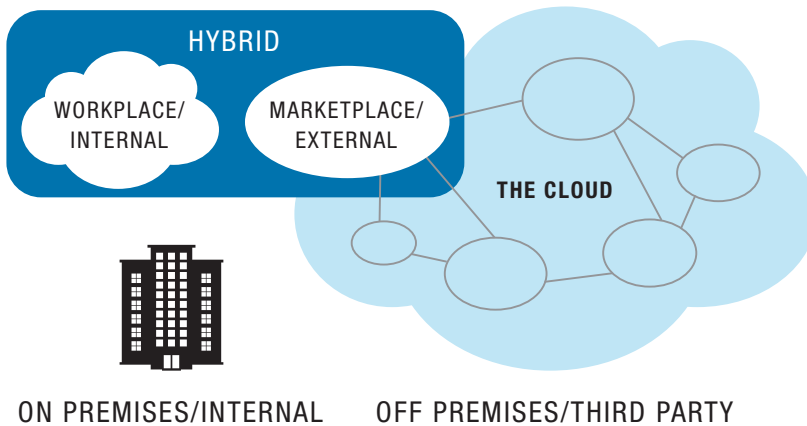 HYBRID
WORKPLACE/
INTERNAL
MARKETPLACE/
EXTERNAL
THE CLOUD
ON PREMISES/INTERNAL
OFF PREMISES/THIRD PARTY